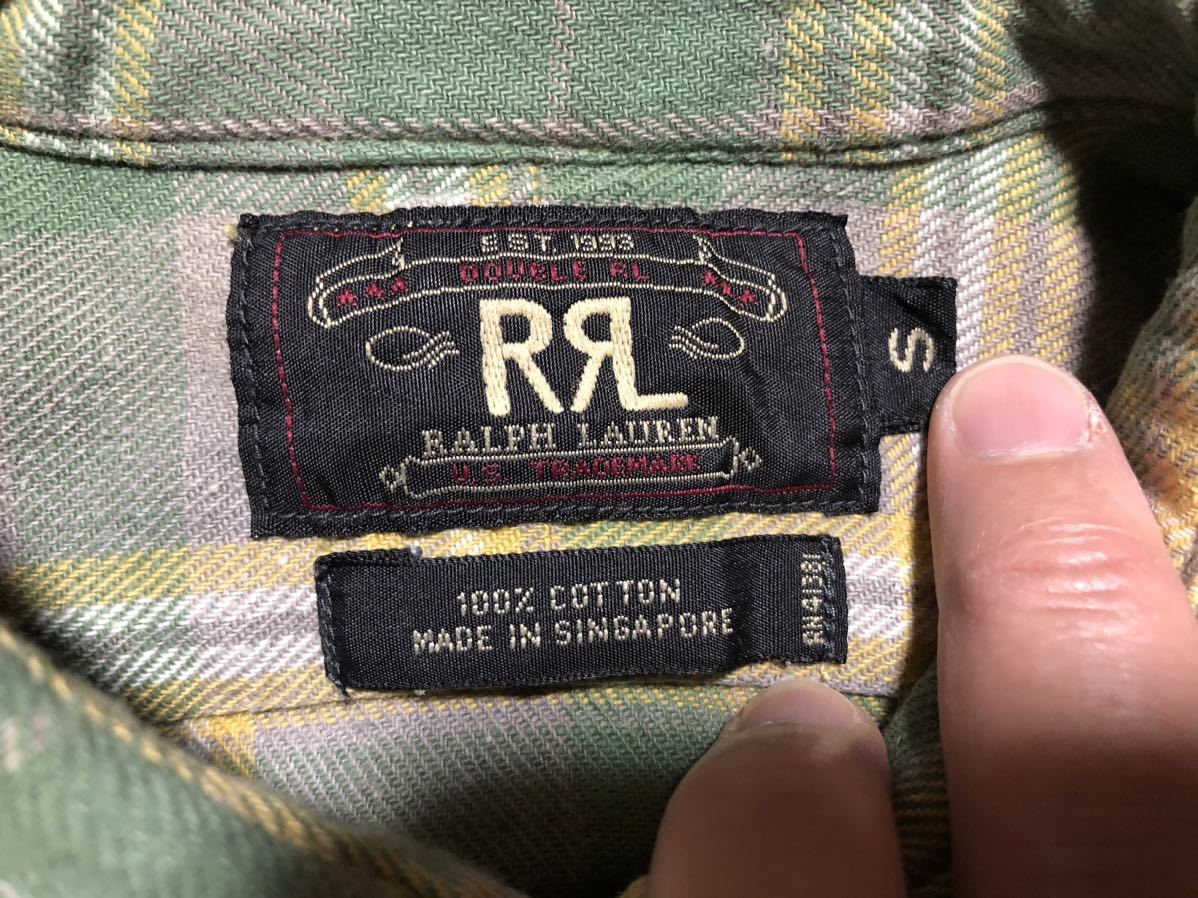 EST. 1993
DOUBLE RL
RRL
RALPH LAUREN
U.S. TRADEMARK
S
100% COTTON
MADE IN SINGAPORE